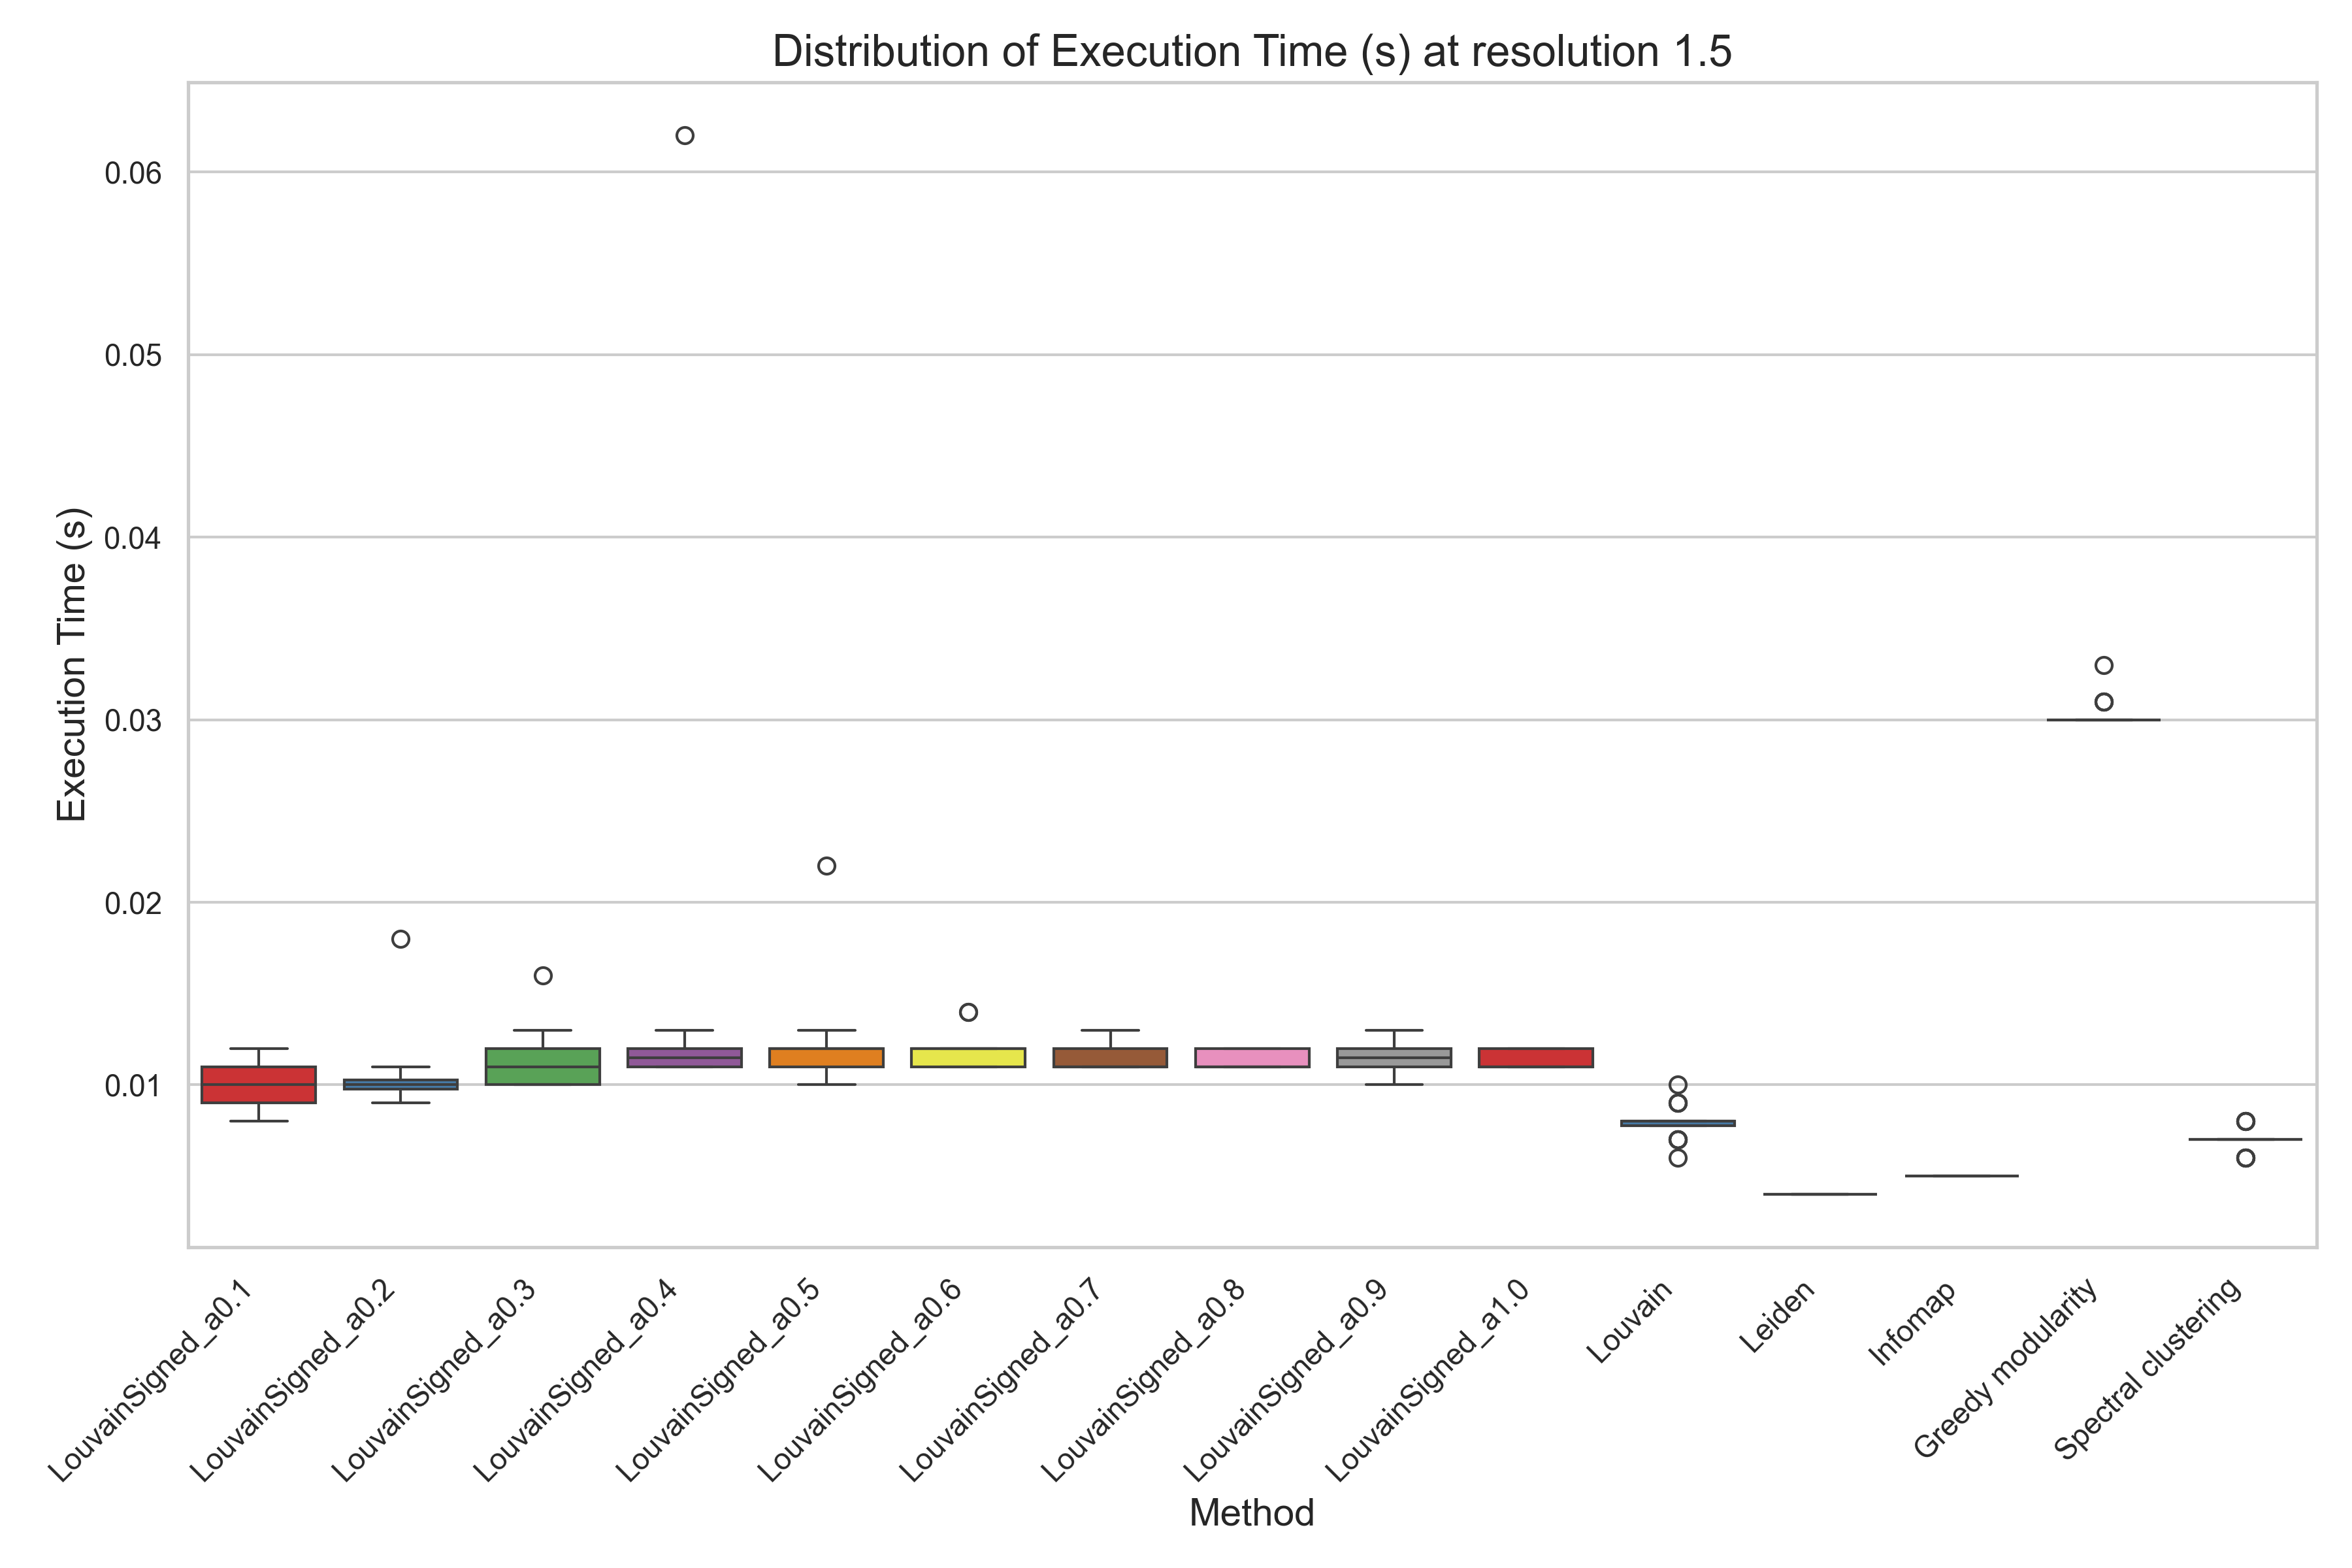 Distribution of Execution Time (s) at resolution 1.5
Execution Time (s)
0.06
0.05
0.04
0.03
0.02
0.01
LouvainSigned_a0.1
LouvainSigned_a0.2
LouvainSigned_a0.3
LouvainSigned_a0.4
LouvainSigned_a0.5
LouvainSigned_a0.6
LouvainSigned_a0.7
LouvainSigned_a0.8
LouvainSigned_a0.9
LouvainSigned_a1.0
Louvain
Leiden
Infomap
Greedy modularity
Spectral clustering
Method